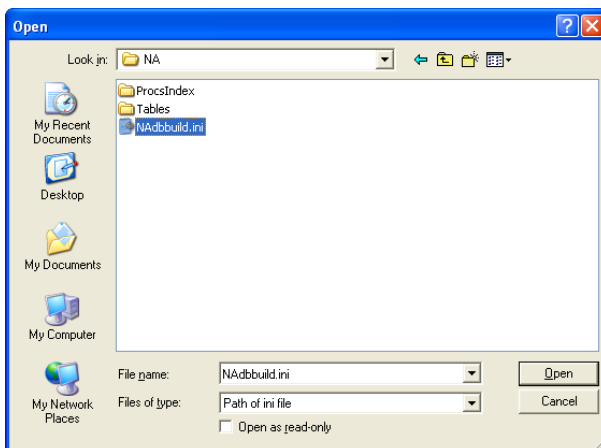 Open
Look in: NA
ProcsIndex
Tables
NAdbbuild.ini
My Recent
Documents
Desktop
My Documents
My Computer
My Network
Places
File name: NAdbbuild.ini Open
Files of type: Path of ini file Cancel
Open as read-only